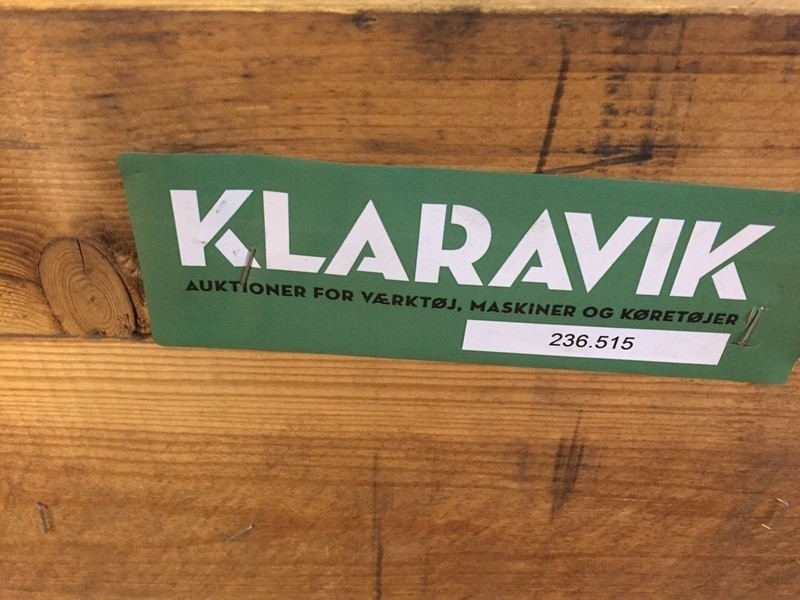 KLARAVIK
AUKTIONER FOR VÆRKTØJ, MASKINER OG KØRETØJER
236.515